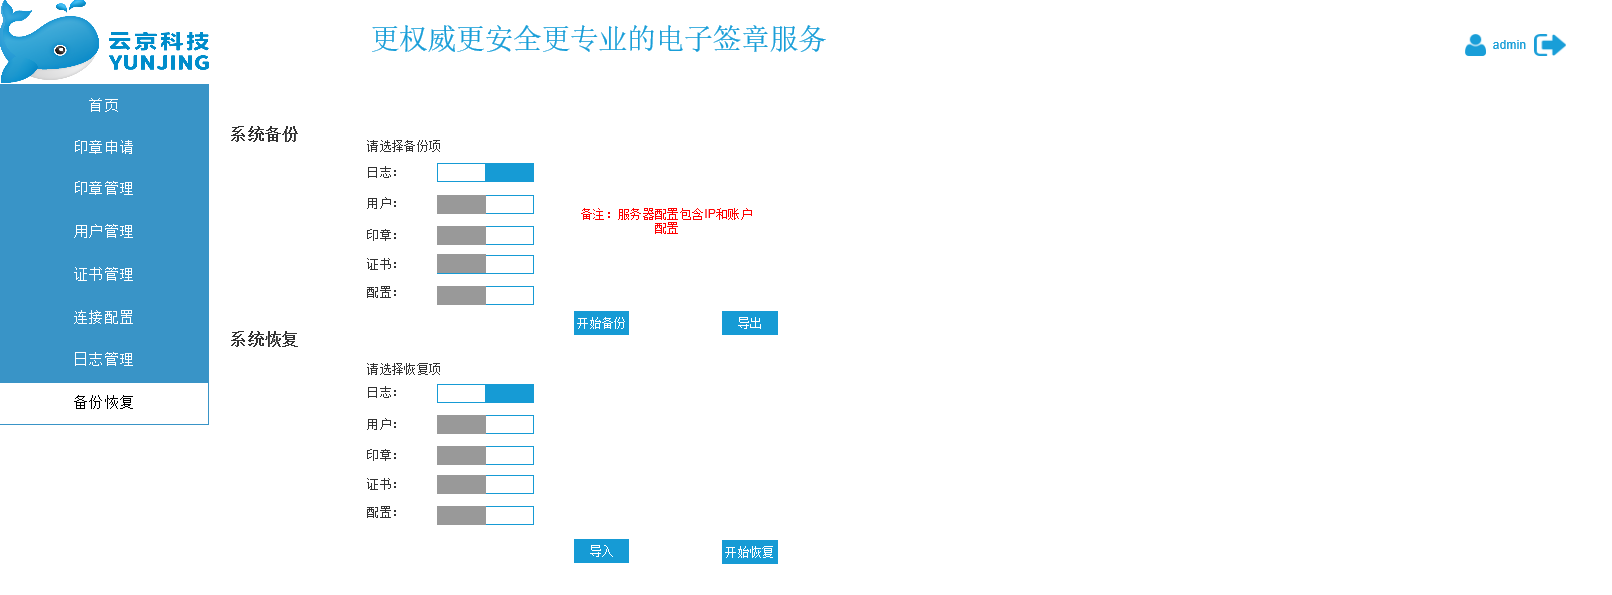 云京科技
YUNJING
更权威更安全更专业的电子签章服务
admin
首页
印章申请
印章管理
用户管理
证书管理
连接配置
日志管理
备份恢复
系统备份
请选择备份项
日志：
用户：
印章：
证书：
配置：
备注：服务器配置包含IP和账户
配置
开始备份
导出
系统恢复
请选择恢复项
日志：
用户：
印章：
证书：
配置：
导入
开始恢复